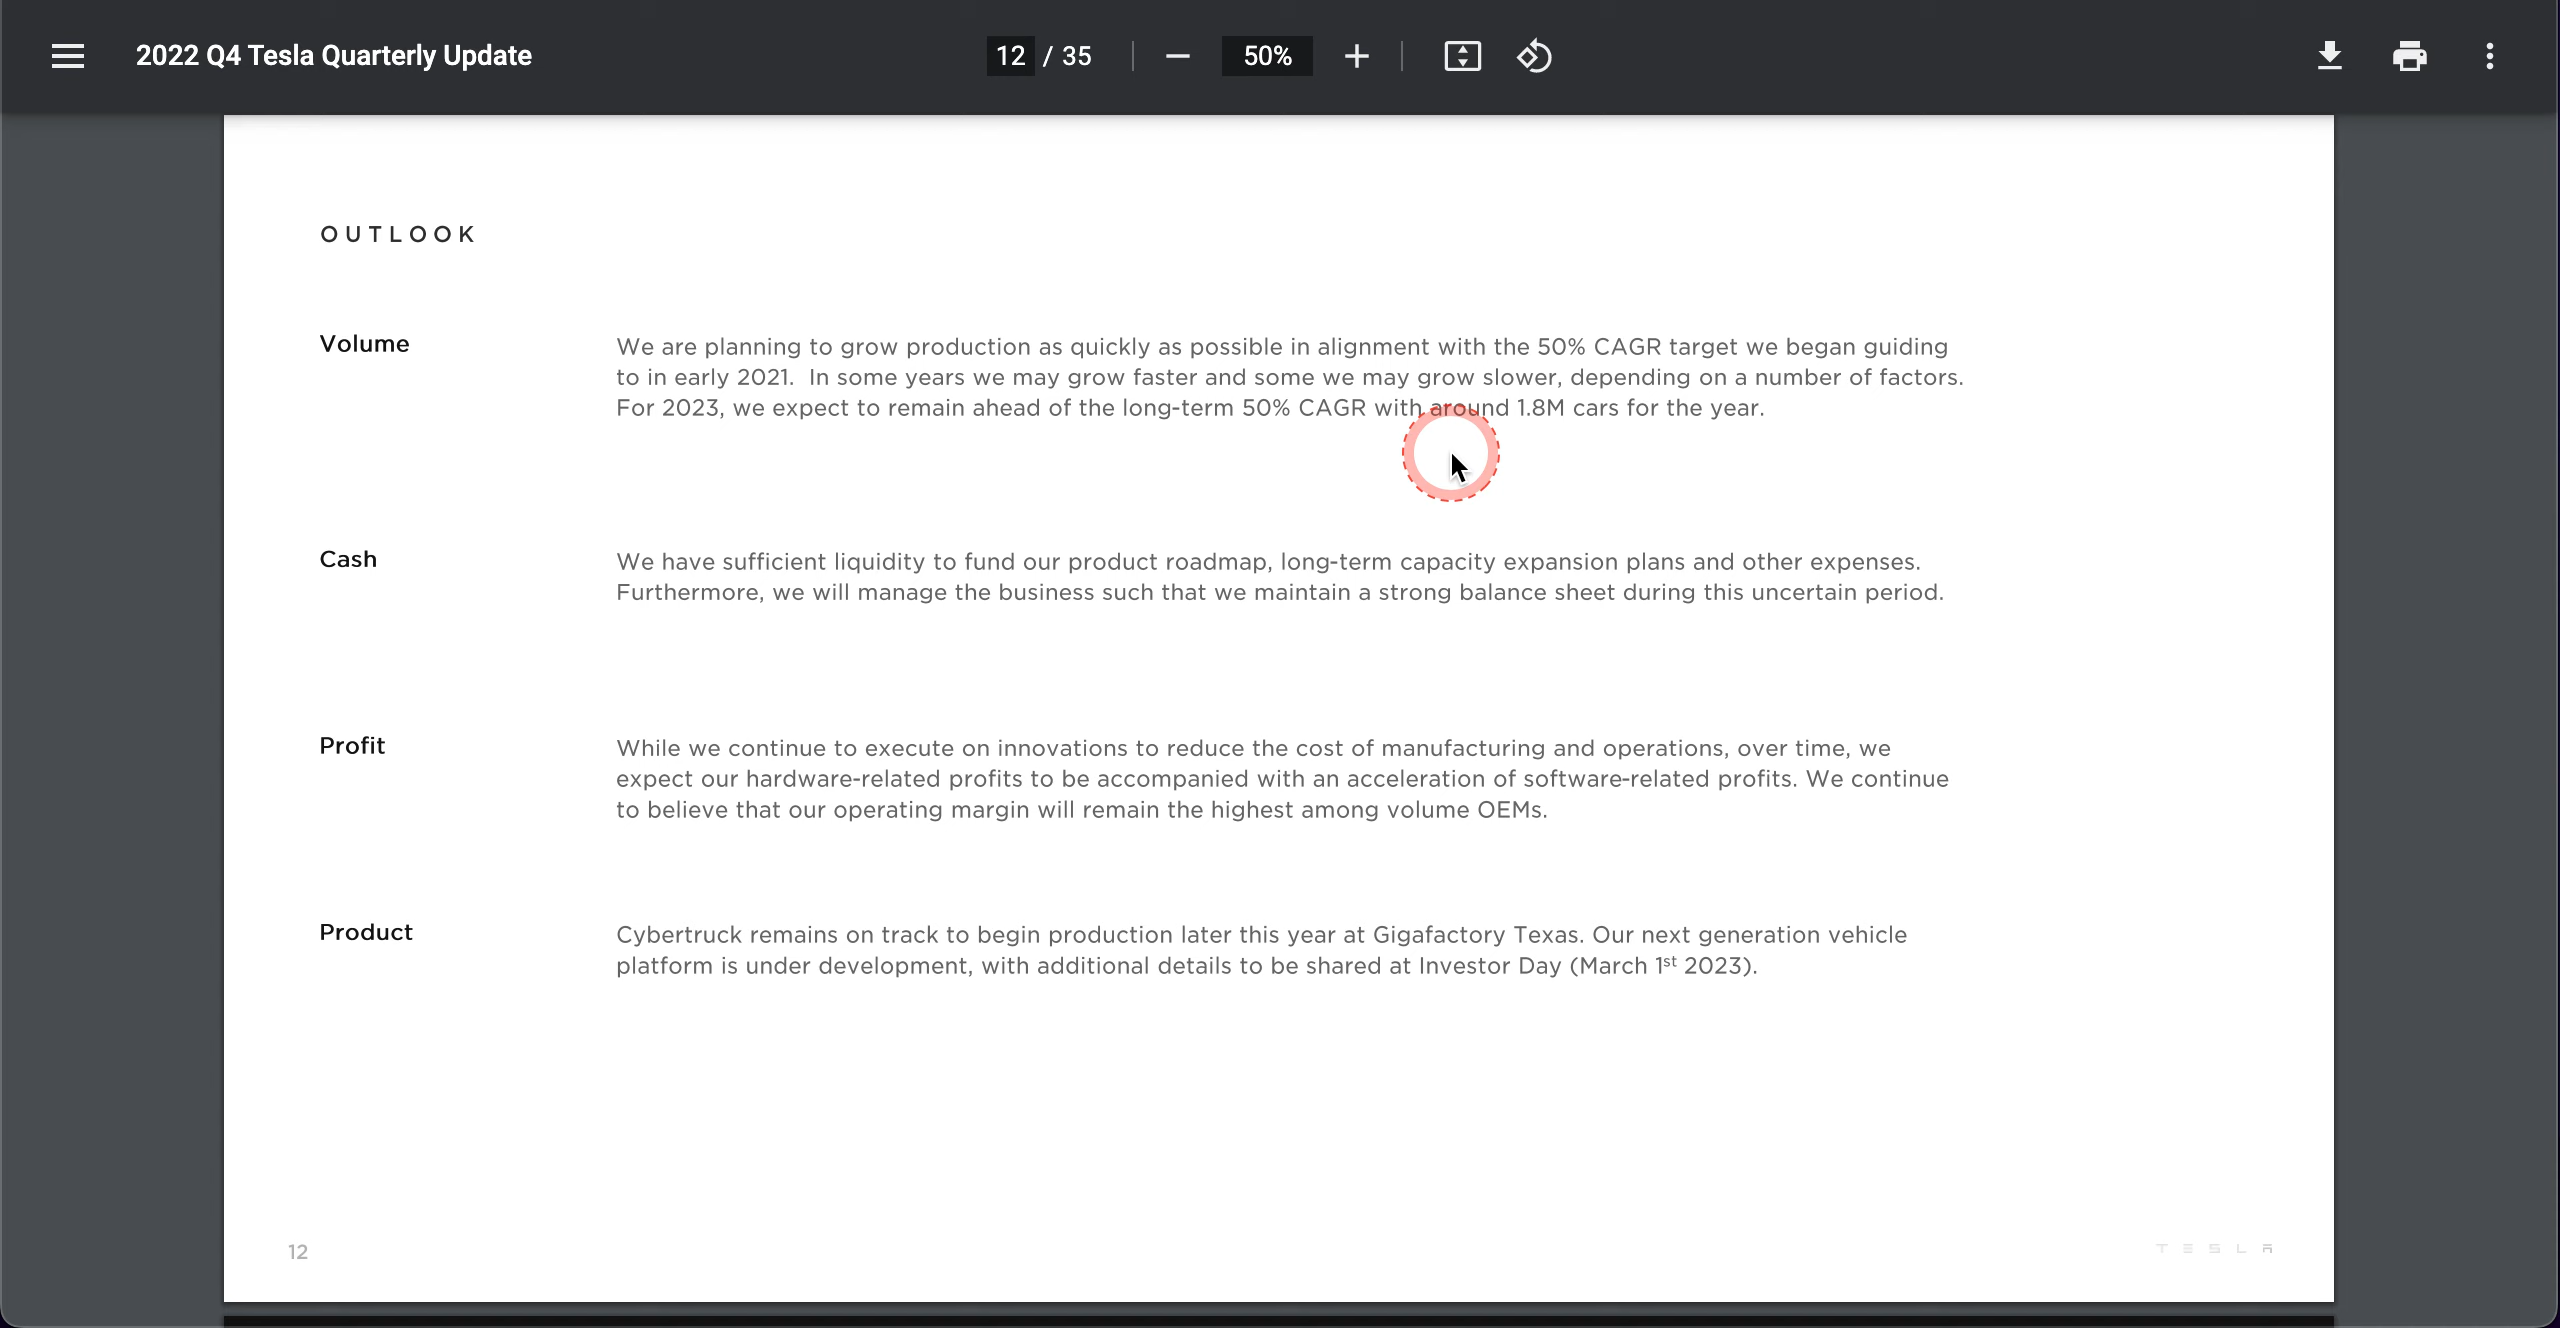 2022 Q4 Tesla Quarterly Update
12 / 35
50%
OUTLOOK
Volume
We are planning to grow production as quickly as possible in alignment with the 50% CAGR target we began guiding
to in early 2021.  In some years we may grow faster and some we may grow slower, depending on a number of factors.
For 2023, we expect to remain ahead of the long-term 50% CAGR with around 1.8M cars for the year.
Cash
We have sufficient liquidity to fund our product roadmap, long-term capacity expansion plans and other expenses.
Furthermore, we will manage the business such that we maintain a strong balance sheet during this uncertain period.
Profit
While we continue to execute on innovations to reduce the cost of manufacturing and operations, over time, we
expect our hardware-related profits to be accompanied with an acceleration of software-related profits. We continue
to believe that our operating margin will remain the highest among volume OEMs.
Product
Cybertruck remains on track to begin production later this year at Gigafactory Texas. Our next generation vehicle
platform is under development, with additional details to be shared at Investor Day (March 1st 2023).
12
TESLA